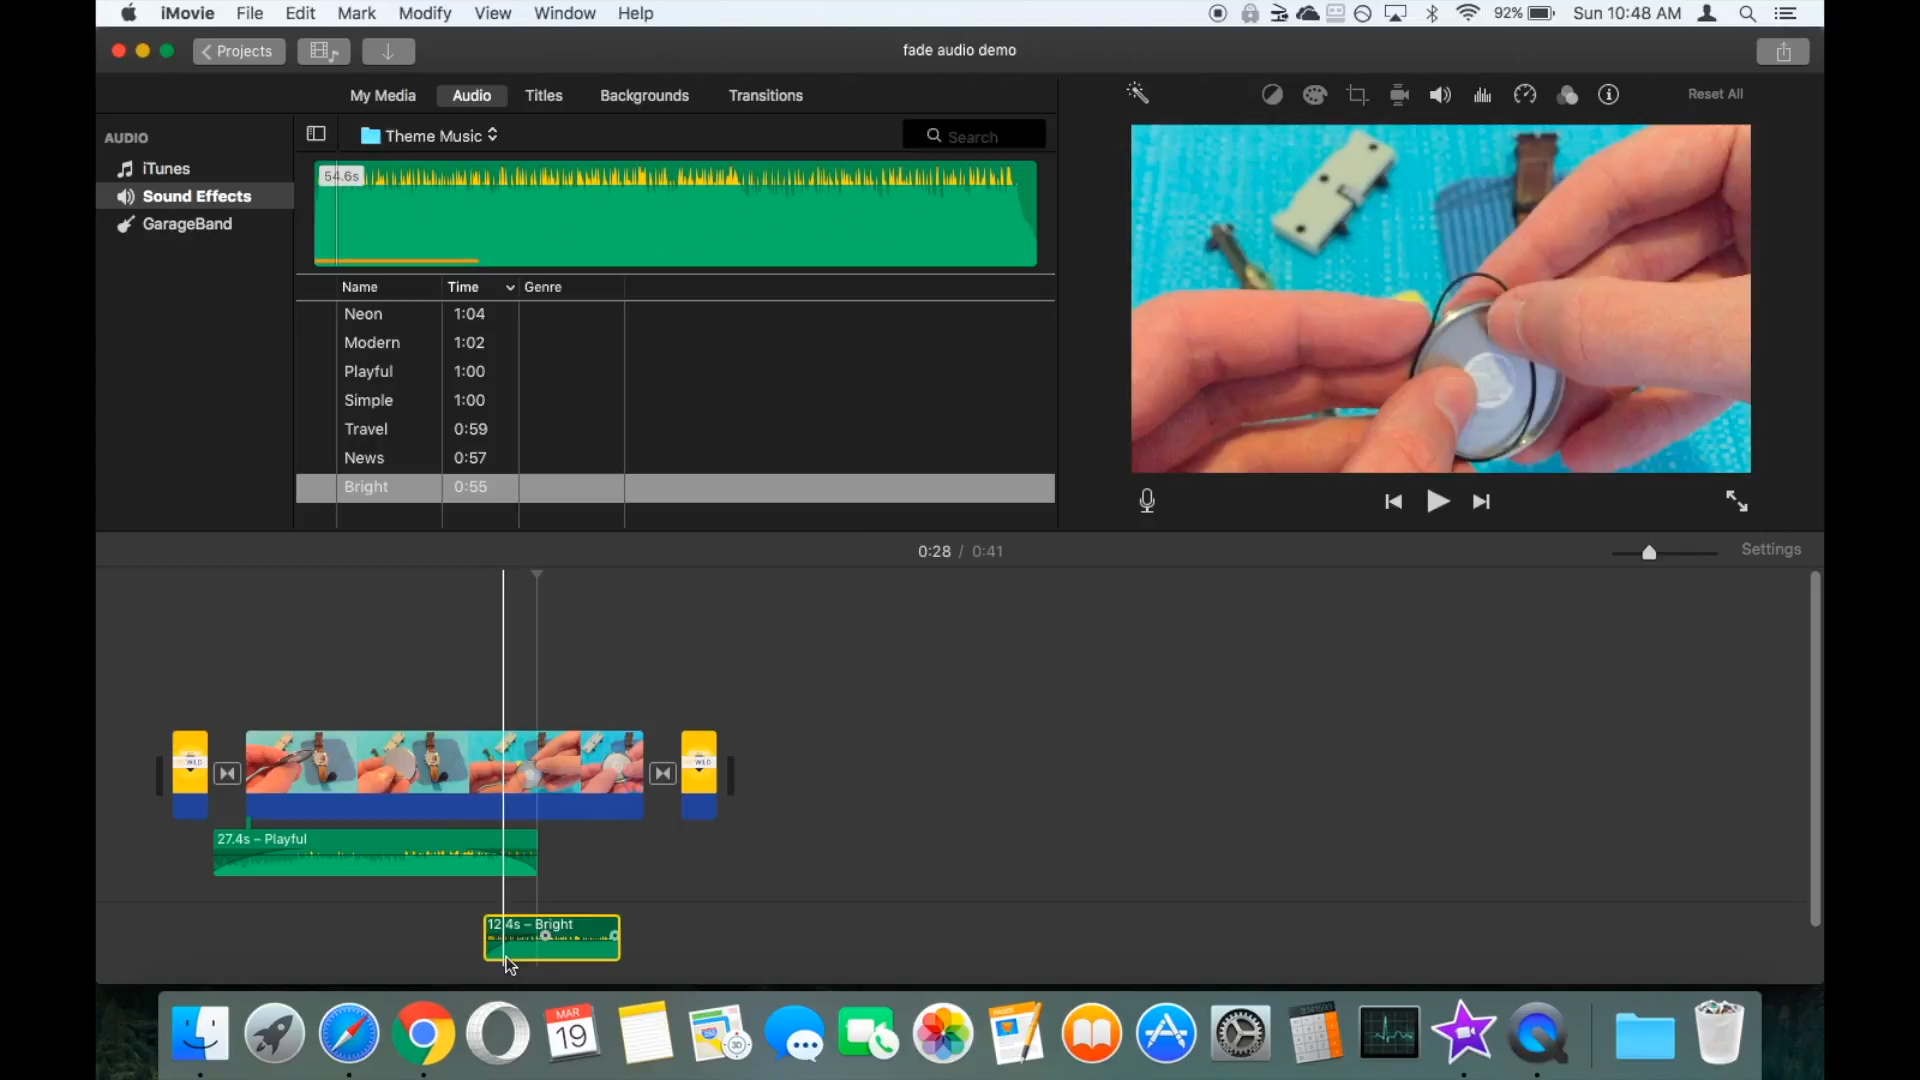 iMovie File Edit Mark Modify View Window Help 92% Sun 10:48 AM
Projects fade audio demo
My Media Audio Titles Backgrounds Transitions Reset All
AUDIO
iTunes
Sound Effects
GarageBand
Theme Music Search
54.6s
Name Time Genre
Neon 1:04
Modern 1:02
Playful 1:00
Simple 1:00
Travel 0:59
News 0:57
Bright 0:55
0:28 / 0:41 Settings
WILD WILD
27.4s – Playful
12.4s – Bright
MAR
19
3D